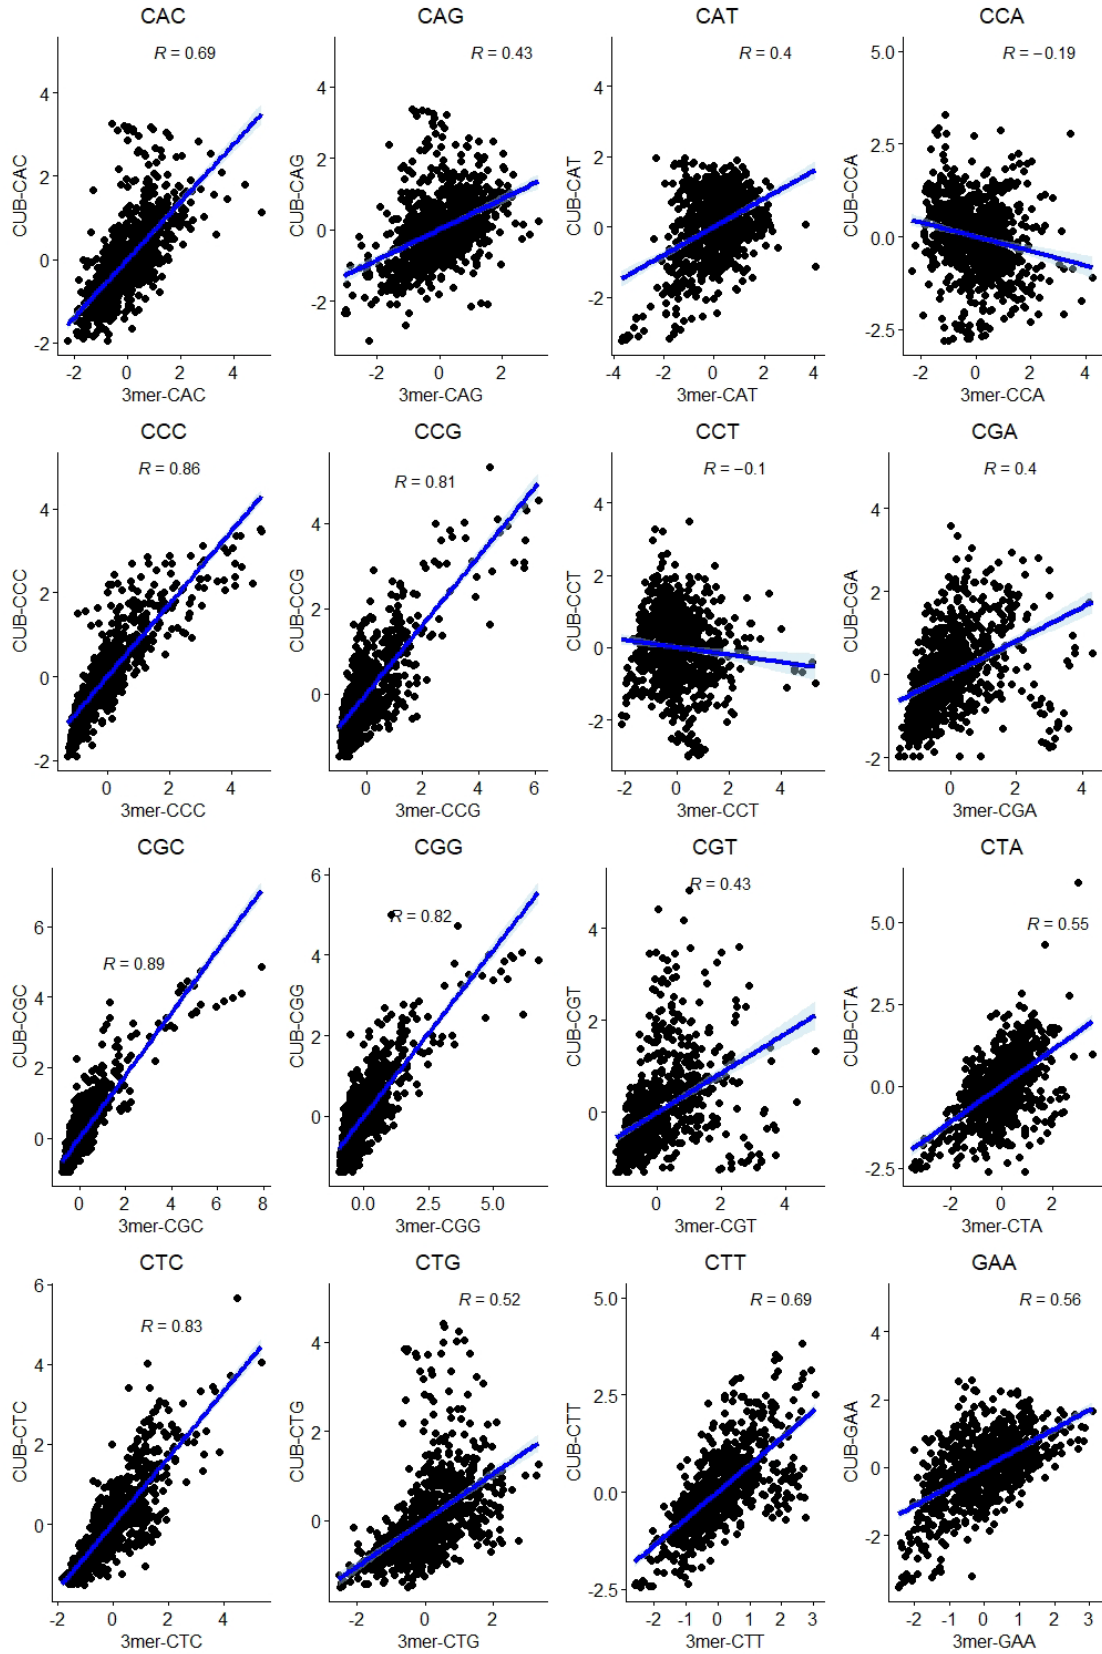 CAC
CAG
CAT
CCA
R = 0.69
R = 0.43
R = 0.4
R = −0.19
CUB-CAC
4
2
0
-2
-2 0 2 4
3mer-CAC
CUB-CAG
4
2
0
-2
-2 0 2
3mer-CAG
CUB-CAT
4
2
0
-2
-4 -2 0 2 4
3mer-CAT
CUB-CCA
5.0
2.5
0.0
-2.5
-2 0 2 4
3mer-CCA
CCC
CCG
CCT
CGA
R = 0.86
R = 0.81
R = −0.1
R = 0.4
CUB-CCC
4
2
0
-2
0 2 4
3mer-CCC
CUB-CCG
4
2
0
0 2 4 6
3mer-CCG
CUB-CCT
4
2
0
-2
-2 0 2 4
3mer-CCT
CUB-CGA
4
2
0
-2
0 2 4
3mer-CGA
CGC
CGG
CGT
CTA
R = 0.89
R = 0.82
R = 0.43
R = 0.55
CUB-CGC
6
4
2
0
0 2 4 6 8
3mer-CGC
CUB-CGG
6
4
2
0
0.0 2.5 5.0
3mer-CGG
CUB-CGT
4
2
0
0 2 4
3mer-CGT
CUB-CTA
5.0
2.5
0.0
-2.5
-2 0 2
3mer-CTA
CTC
CTG
CTT
GAA
R = 0.83
R = 0.52
R = 0.69
R = 0.56
CUB-CTC
6
4
2
0
-2 0 2 4
3mer-CTC
CUB-CTG
4
2
0
-2 0 2
3mer-CTG
CUB-CTT
5.0
2.5
0.0
-2.5
-2 -1 0 1 2 3
3mer-CTT
CUB-GAA
4
2
0
-2
-2 -1 0 1 2 3
3mer-GAA